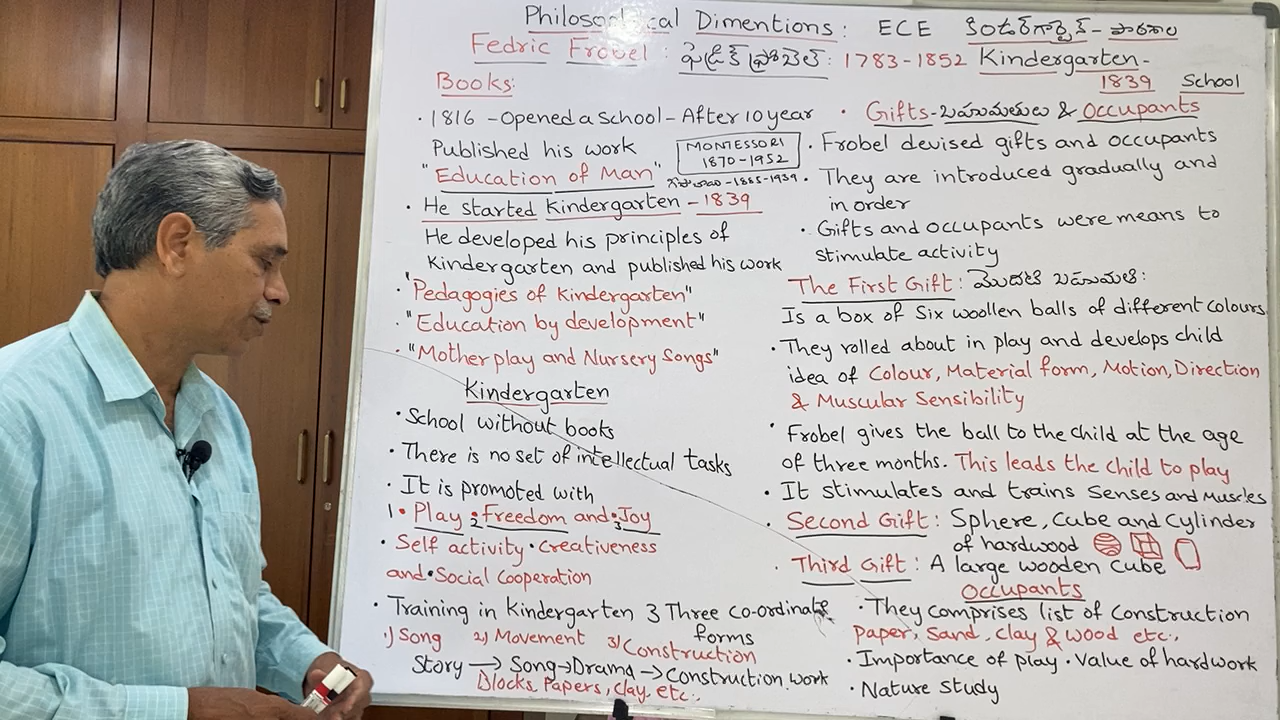 Philosophical Dimentions: ECE కిండర్‌గార్టెన్ - పాఠశాల
Fedric Frobel: ఫ్రెడ్రిక్ ఫ్రోబెల్: 1783-1852 Kindergarten-
1839 School
Books:
· 1816 - Opened a school - After 10 year
Published his work
MONTESSORI
1870-1952
"Education of Man"
-1885-1939
· He started Kindergarten - 1839
He developed his principles of
Kindergarten and published his work
· "Pedagogies of Kindergarten"
· "Education by development"
· "Mother play and Nursery Songs"
Kindergarten
· School without books
· There is no set of intellectual tasks
· It is promoted with
1 · Play 2 · Freedom and 3 · Joy
· Self activity · Creativeness
and · Social Cooperation
· Training in Kindergarten 3 Three co-ordinate
forms
1) Song 2) Movement 3) Construction
Story → Song → Drama → Construction work
Blocks, Papers, clay. etc.,
· Gifts - బహుమతులు & Occupants
· Frobel devised gifts and occupants
· They are introduced gradually and
in order
· Gifts and occupants were means to
stimulate activity
The First Gift: మొదటి బహుమతి:
Is a box of Six woollen balls of different colours.
· They rolled about in play and develops child
idea of Colour, Material form, Motion, Direction
& Muscular Sensibility
· Frobel gives the ball to the child at the age
of three months. This leads the child to play
· It stimulates and trains Senses and Muscles
· Second Gift: Sphere, Cube and Cylinder
of hardwood
· Third Gift: A large wooden cube
Occupants
· They comprises list of construction
Paper, Sand, clay & wood etc.,
· Importance of play · Value of hardwork
· Nature study